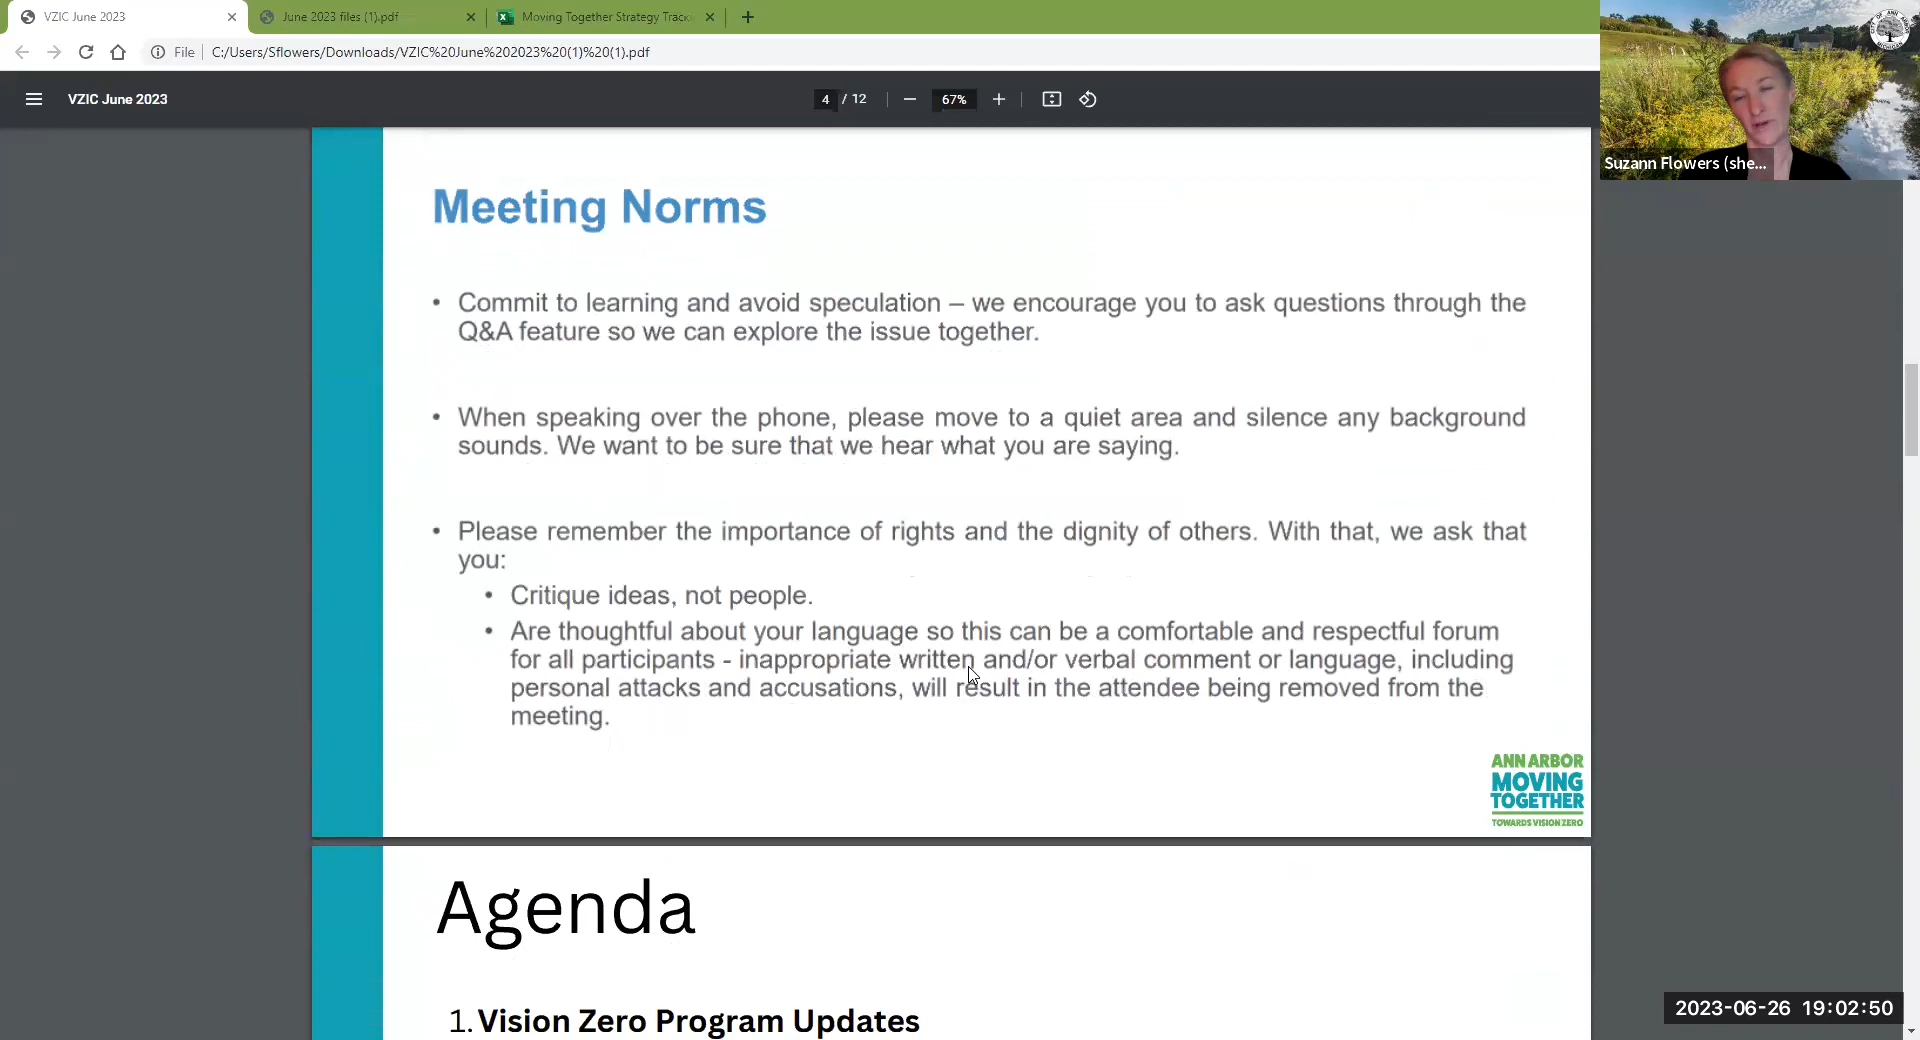 VZIC June 2023
June 2023 files (1).pdf
Moving Together Strategy Track
File
C:/Users/Sflowers/Downloads/VZIC%20June%202023%20(1)%20(1).pdf
VZIC June 2023
4 / 12
67%
Suzann Flowers (she...
Meeting Norms
• Commit to learning and avoid speculation – we encourage you to ask questions through the
Q&A feature so we can explore the issue together.
• When speaking over the phone, please move to a quiet area and silence any background
sounds. We want to be sure that we hear what you are saying.
• Please remember the importance of rights and the dignity of others. With that, we ask that
you:
• Critique ideas, not people.
• Are thoughtful about your language so this can be a comfortable and respectful forum
for all participants - inappropriate written and/or verbal comment or language, including
personal attacks and accusations, will result in the attendee being removed from the
meeting.
ANN ARBOR
MOVING
TOGETHER
TOWARDS VISION ZERO
Agenda
1. Vision Zero Program Updates
2023-06-26 19:02:50